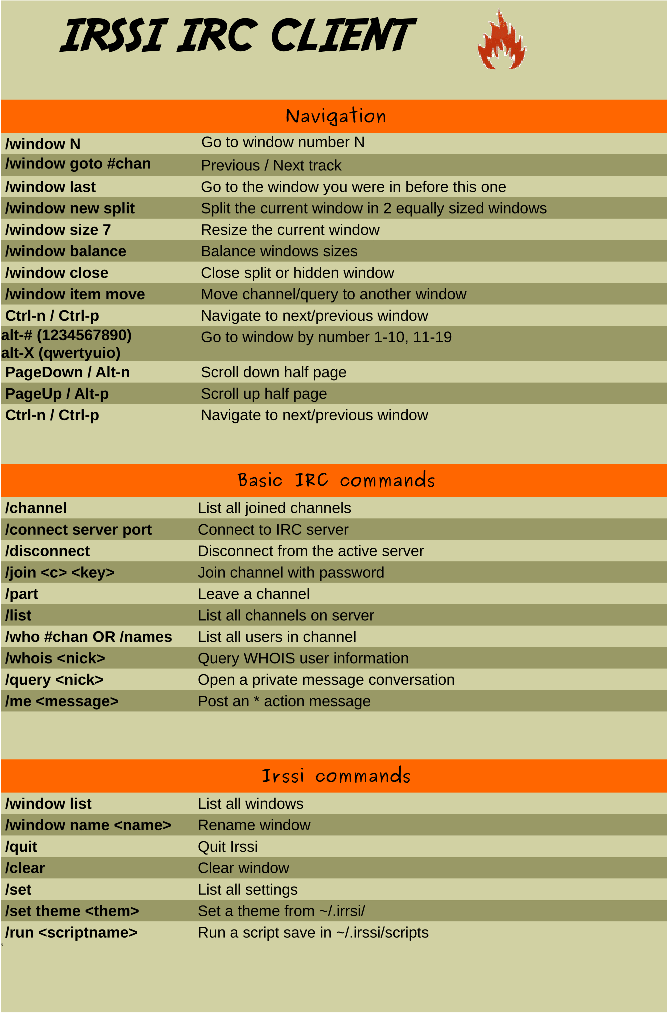 IRSSI IRC CLIENT
Navigation
/window N Go to window number N
/window goto #chan Previous / Next track
/window last Go to the window you were in before this one
/window new split Split the current window in 2 equally sized windows
/window size 7 Resize the current window
/window balance Balance windows sizes
/window close Close split or hidden window
/window item move Move channel/query to another window
Ctrl-n / Ctrl-p Navigate to next/previous window
alt-# (1234567890) Go to window by number 1-10, 11-19
alt-X (qwertyuio)
PageDown / Alt-n Scroll down half page
PageUp / Alt-p Scroll up half page
Ctrl-n / Ctrl-p Navigate to next/previous window
Basic IRC commands
/channel List all joined channels
/connect server port Connect to IRC server
/disconnect Disconnect from the active server
/join <c> <key> Join channel with password
/part Leave a channel
/list List all channels on server
/who #chan OR /names List all users in channel
/whois <nick> Query WHOIS user information
/query <nick> Open a private message conversation
/me <message> Post an * action message
Irssi commands
/window list List all windows
/window name <name> Rename window
/quit Quit Irssi
/clear Clear window
/set List all settings
/set theme <them> Set a theme from ~/.irrsi/
/run <scriptname> Run a script save in ~/.irssi/scripts